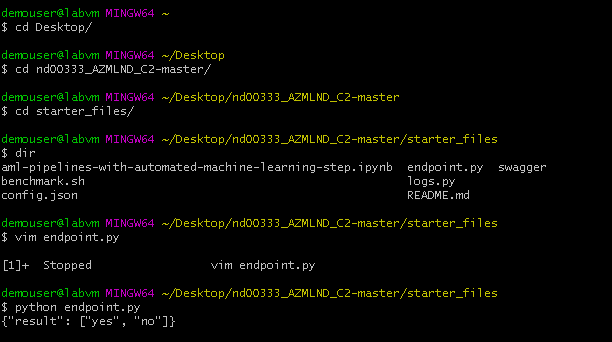 demouser@labvm MINGW64 ~
$ cd Desktop/
demouser@labvm MINGW64 ~/Desktop
$ cd nd00333_AZMLND_C2-master/
demouser@labvm MINGW64 ~/Desktop/nd00333_AZMLND_C2-master
$ cd starter_files/
demouser@labvm MINGW64 ~/Desktop/nd00333_AZMLND_C2-master/starter_files
$ dir
aml-pipelines-with-automated-machine-learning-step.ipynb  endpoint.py  swagger
benchmark.sh                                              logs.py
config.json                                               README.md
demouser@labvm MINGW64 ~/Desktop/nd00333_AZMLND_C2-master/starter_files
$ vim endpoint.py
[1]+  Stopped                 vim endpoint.py
demouser@labvm MINGW64 ~/Desktop/nd00333_AZMLND_C2-master/starter_files
$ python endpoint.py
{"result": ["yes", "no"]}